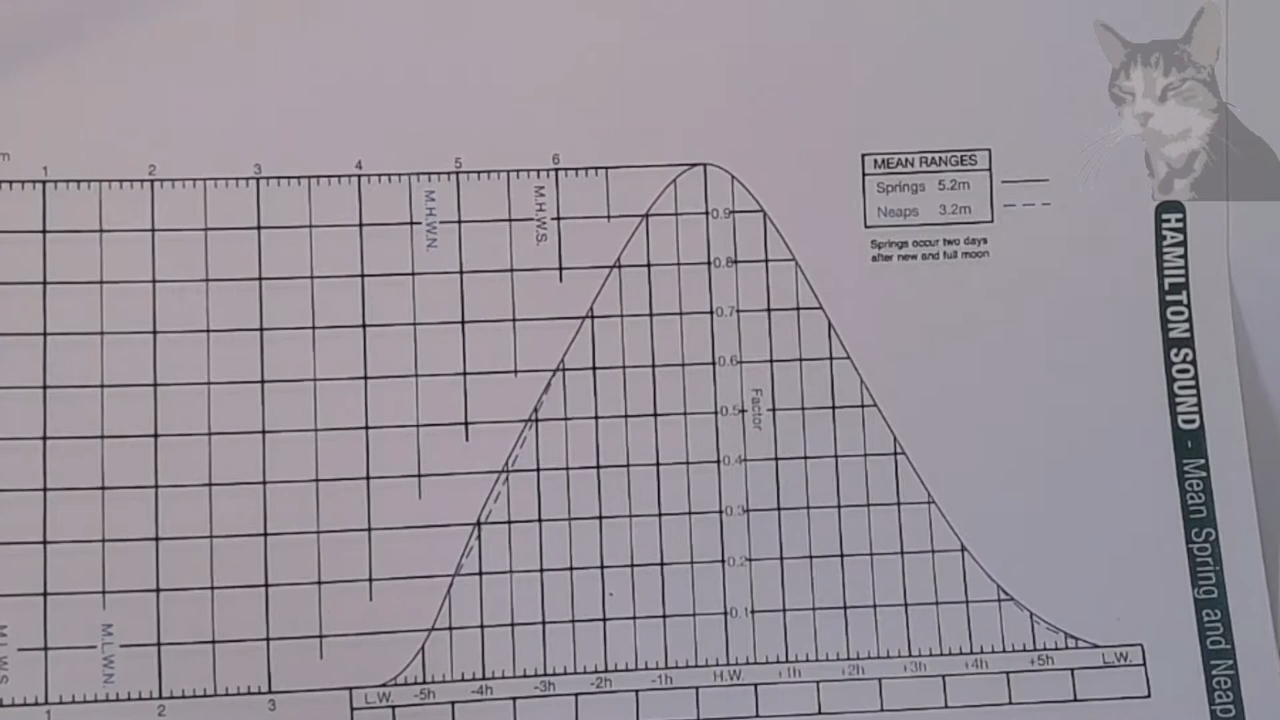 m 1 2 3 4 5 6
M.H.W.N.
M.H.W.S.
MEAN RANGES
Springs 5.2m
Neaps 3.2m
Springs occur two days
after new and full moon
HAMILTON SOUND - Mean Spring and Neap
0.9
0.8
0.7
0.6
Factor
0.5
0.4
0.3
0.2
0.1
M.L.W.S
M.L.W.N.
L.W. -5h -4h -3h -2h -1h H.W. +1h +2h +3h +4h +5h L.W.
1 2 3